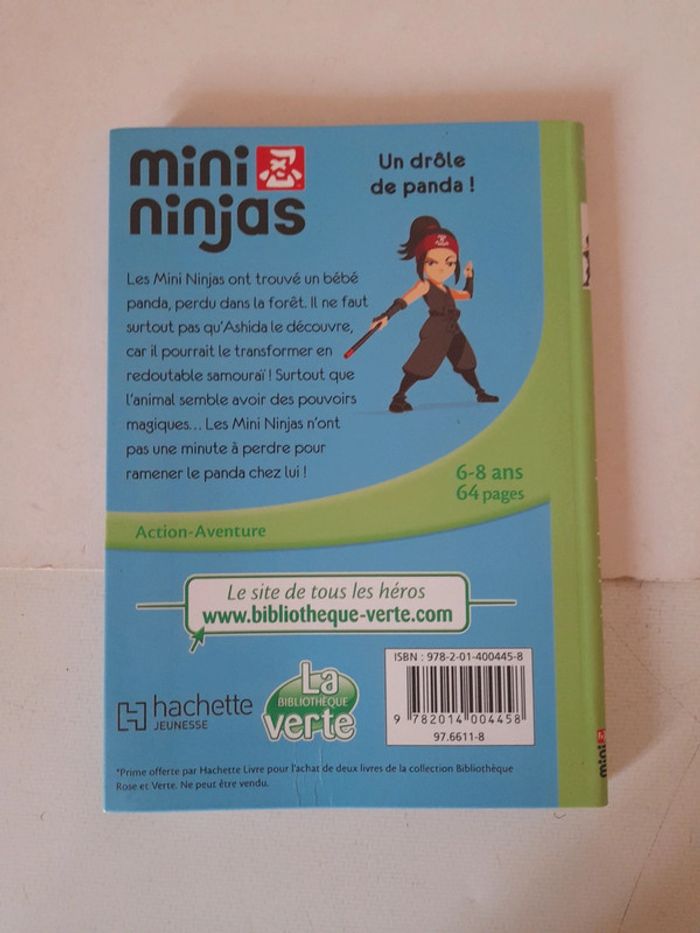 mini 忍
ninjas
Un drôle
de panda !
Les Mini Ninjas ont trouvé un bébé
panda, perdu dans la forêt. Il ne faut
surtout pas qu'Ashida le découvre,
car il pourrait le transformer en
redoutable samouraï ! Surtout que
l'animal semble avoir des pouvoirs
magiques... Les Mini Ninjas n'ont
pas une minute à perdre pour
ramener le panda chez lui !
6-8 ans
64 pages
Action-Aventure
Le site de tous les héros
www.bibliotheque-verte.com
ISBN : 978-2-01-400445-8
9 782014 004458
97.6611-8
hachette
JEUNESSE
La
BIBLIOTHÈQUE
verte
*Prime offerte par Hachette Livre pour l'achat de deux livres de la collection Bibliothèque
Rose et Verte. Ne peut être vendu.
mini